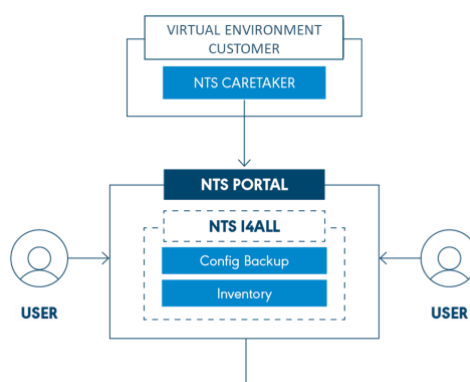 VIRTUAL ENVIRONMENT
CUSTOMER
NTS CARETAKER
NTS PORTAL
NTS I4ALL
Config Backup
Inventory
USER
USER